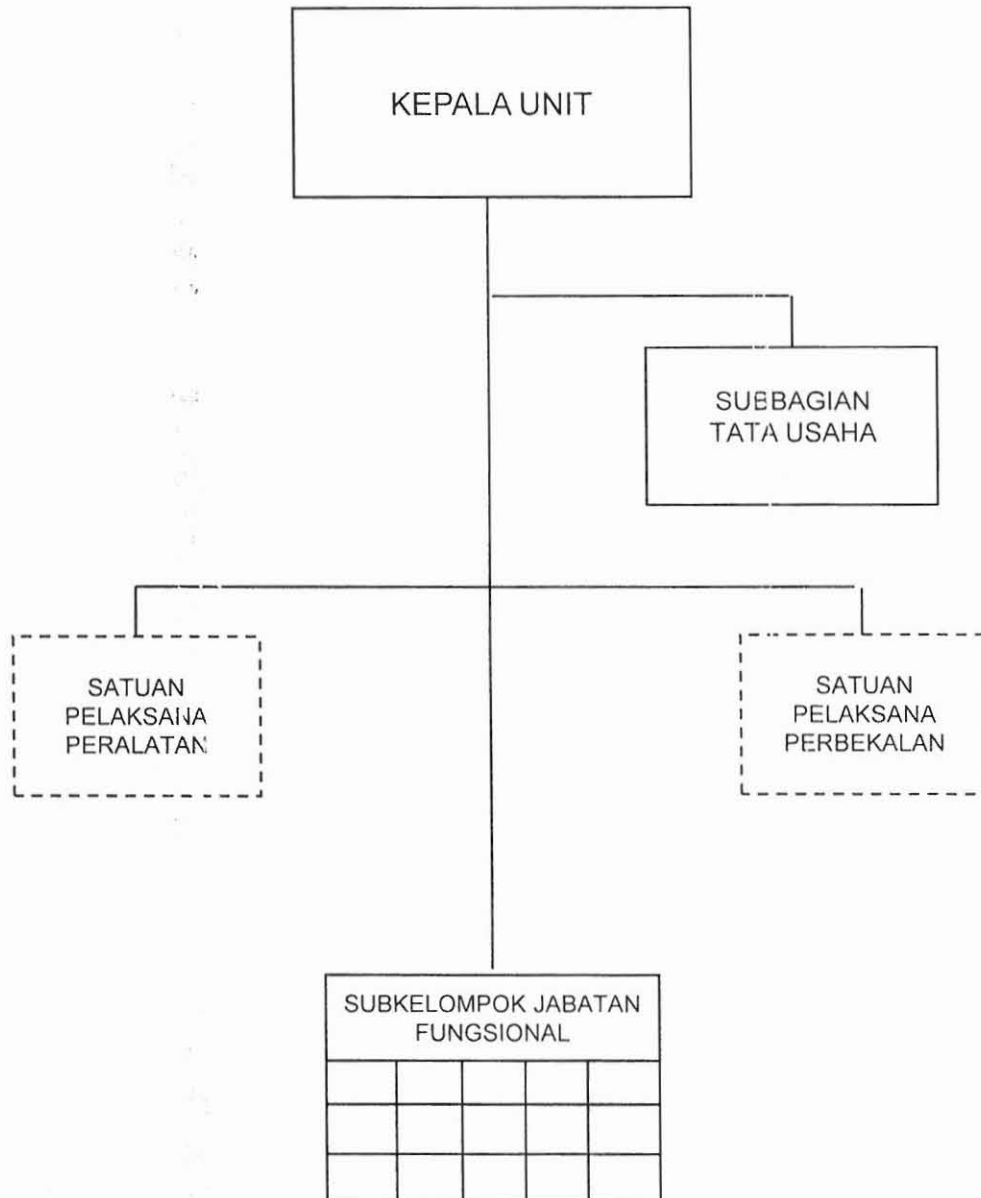 KEPALA UNIT
SUBBAGIAN
TATA USAHA
SATUAN
PELAKSANA
PERALATAN
SATUAN
PELAKSANA
PERBEKALAN
SUBKELOMPOK JABATAN
FUNGSIONAL